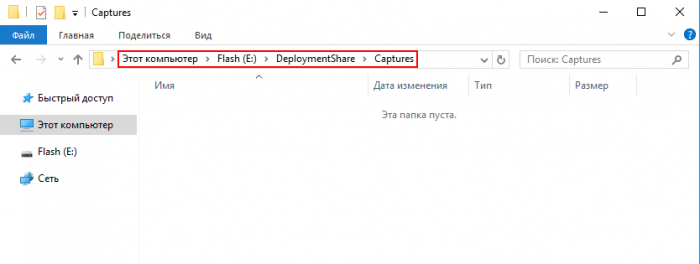 Captures
Файл Главная Поделиться Вид
Этот компьютер Flash (E:) DeploymentShare Captures Поиск: Captures
Имя Дата изменения Тип Размер
Быстрый доступ Эта папка пуста.
Этот компьютер
Flash (E:)
Сеть